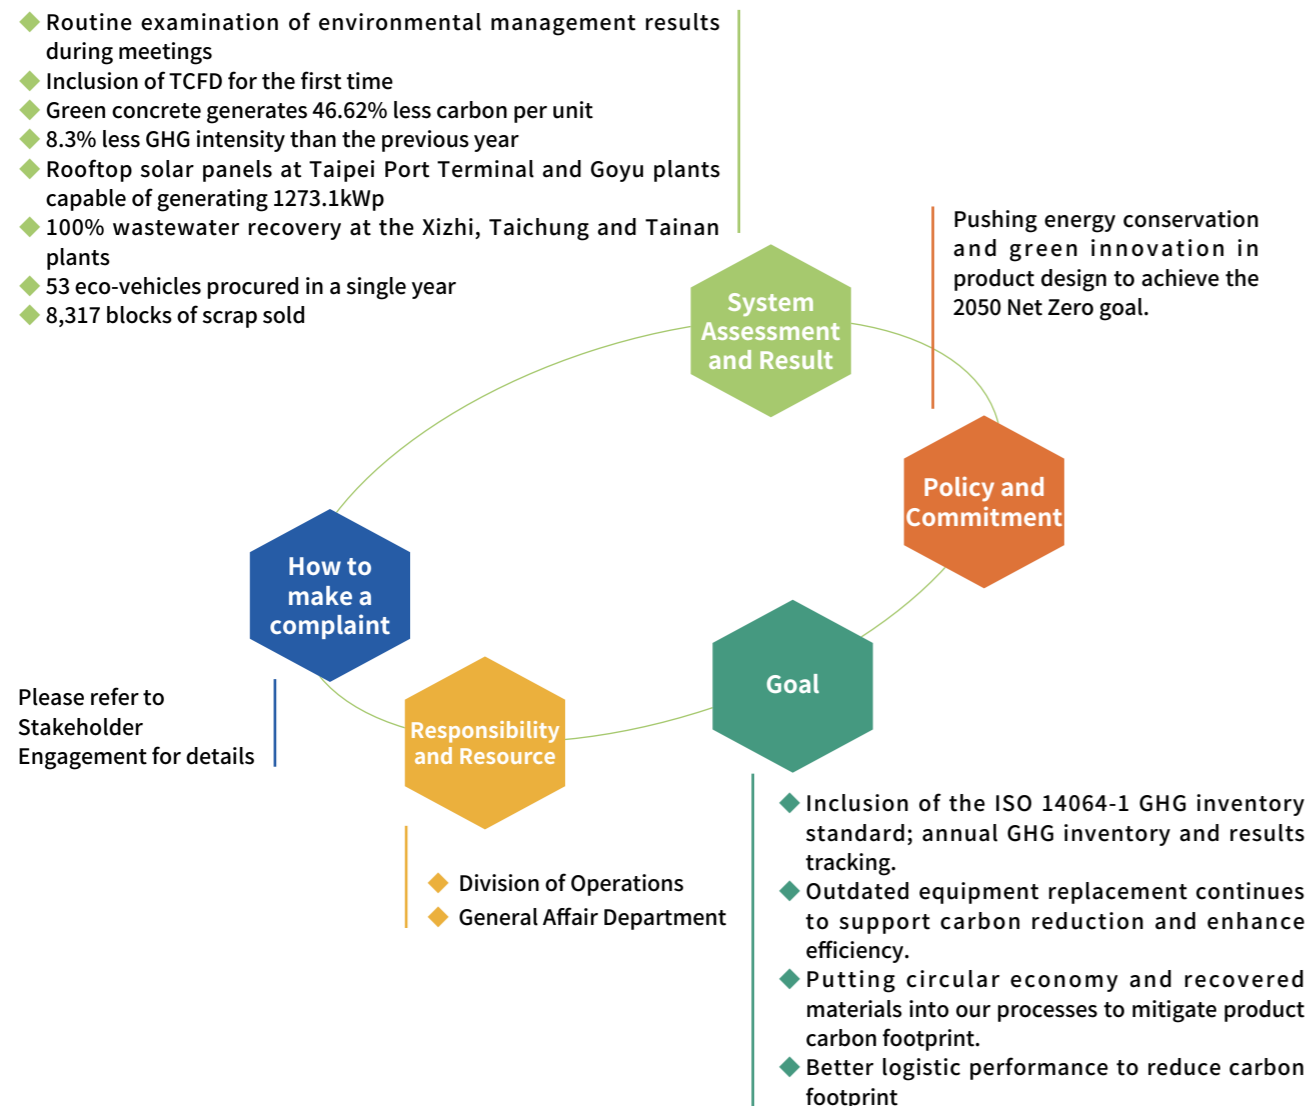 Routine examination of environmental management results
during meetings
Inclusion of TCFD for the first time
Green concrete generates 46.62% less carbon per unit
8.3% less GHG intensity than the previous year
Rooftop solar panels at Taipei Port Terminal and Goyu plants
capable of generating 1273.1kWp
100% wastewater recovery at the Xizhi, Taichung and Tainan
plants
53 eco-vehicles procured in a single year
8,317 blocks of scrap sold
System
Assessment
and Result
Pushing energy conservation
and green innovation in
product design to achieve the
2050 Net Zero goal.
Policy and
Commitment
How to
make a
complaint
Please refer to
Stakeholder
Engagement for details
Responsibility
and Resource
Division of Operations
General Affair Department
Goal
Inclusion of the ISO 14064-1 GHG inventory
standard; annual GHG inventory and results
tracking.
Outdated equipment replacement continues
to support carbon reduction and enhance
efficiency.
Putting circular economy and recovered
materials into our processes to mitigate product
carbon footprint.
Better logistic performance to reduce carbon
footprint